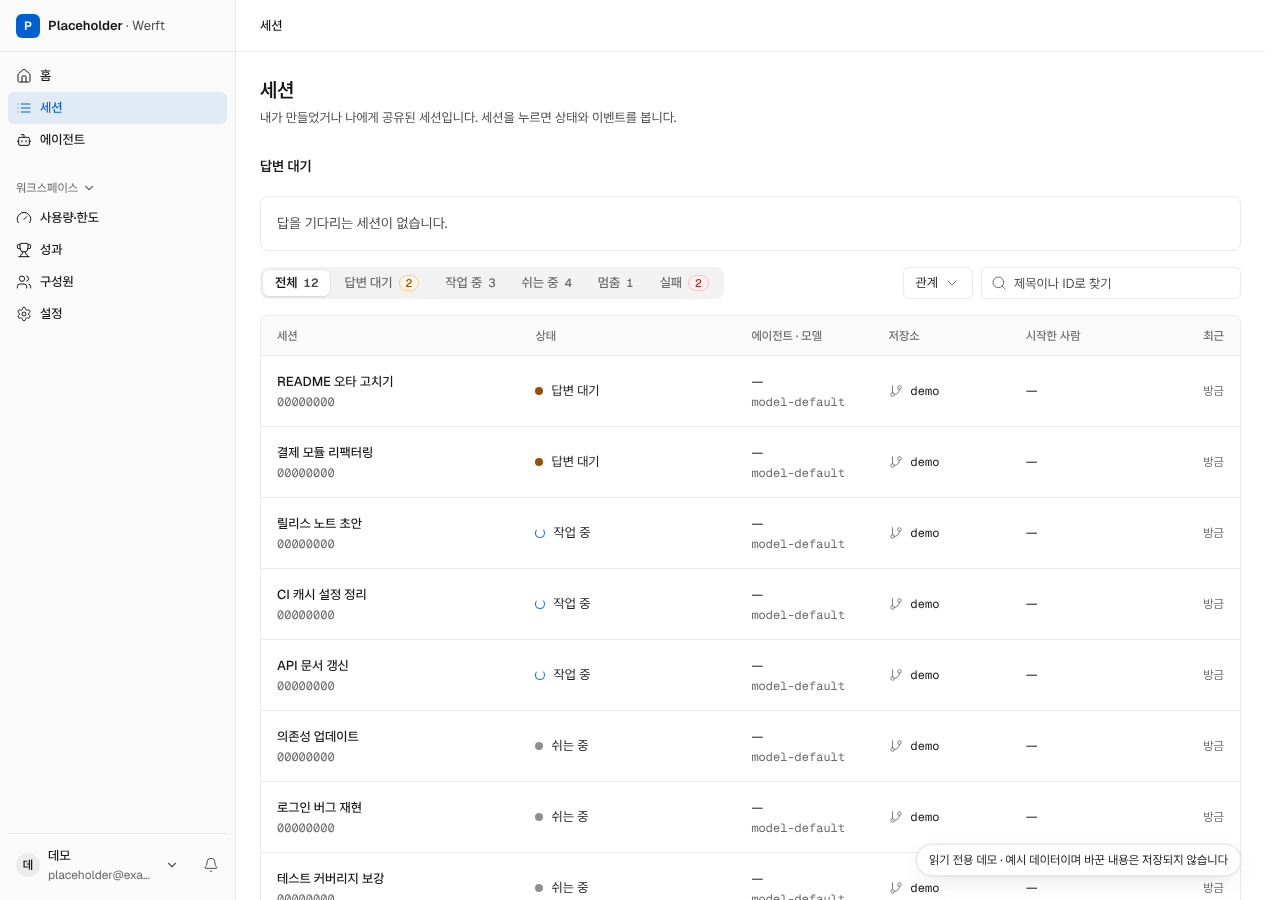 P Placeholder · Werft
홈
세션
에이전트
워크스페이스
사용량·한도
성과
구성원
설정
데 데모
placeholder@exa…
세션
세션
내가 만들었거나 나에게 공유된 세션입니다. 세션을 누르면 상태와 이벤트를 봅니다.
답변 대기
답을 기다리는 세션이 없습니다.
전체 12 답변 대기 2 작업 중 3 쉬는 중 4 멈춤 1 실패 2 관계 제목이나 ID로 찾기
세션 상태 에이전트 · 모델 저장소 시작한 사람 최근
README 오타 고치기 답변 대기 — demo — 방금
00000000 model-default
결제 모듈 리팩터링 답변 대기 — demo — 방금
00000000 model-default
릴리스 노트 초안 작업 중 — demo — 방금
00000000 model-default
CI 캐시 설정 정리 작업 중 — demo — 방금
00000000 model-default
API 문서 갱신 작업 중 — demo — 방금
00000000 model-default
의존성 업데이트 쉬는 중 — demo — 방금
00000000 model-default
로그인 버그 재현 쉬는 중 — demo — 방금
00000000 model-default
읽기 전용 데모 · 예시 데이터이며 바꾼 내용은 저장되지 않습니다
테스트 커버리지 보강 쉬는 중 — demo — 방금
00000000 model-default